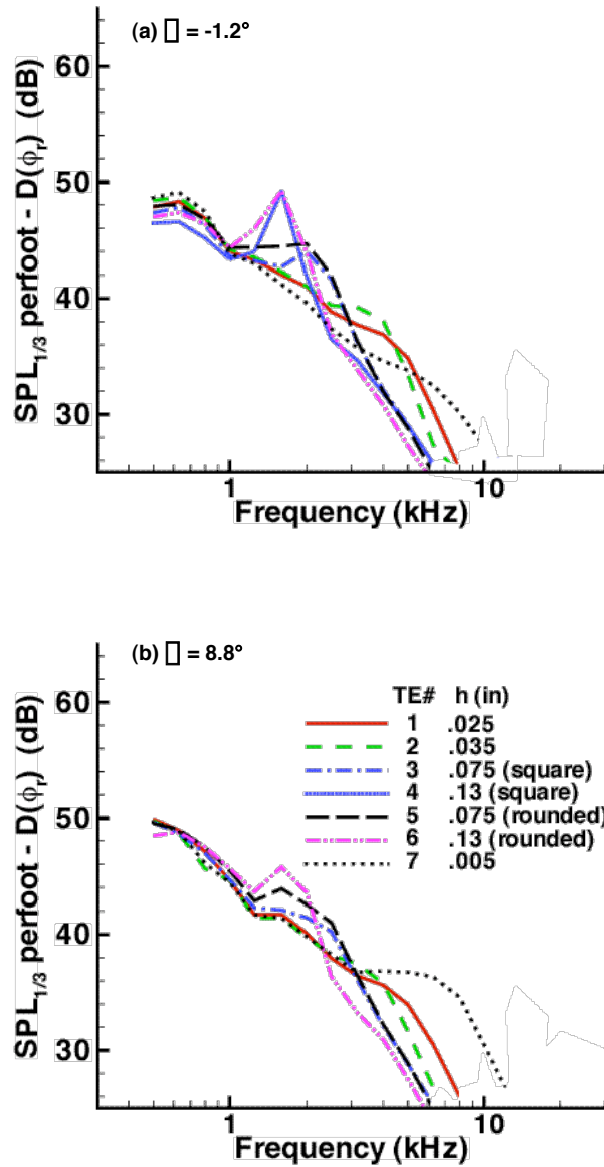 (a) ▯ = -1.2°
SPL1/3 perfoot - D(ϕr) (dB)
60
50
40
30
1
10
Frequency (kHz)
(b) ▯ = 8.8°
SPL1/3 perfoot - D(ϕr) (dB)
60
50
40
30
TE# h (in)
1 .025
2 .035
3 .075 (square)
4 .13 (square)
5 .075 (rounded)
6 .13 (rounded)
7 .005
1
10
Frequency (kHz)